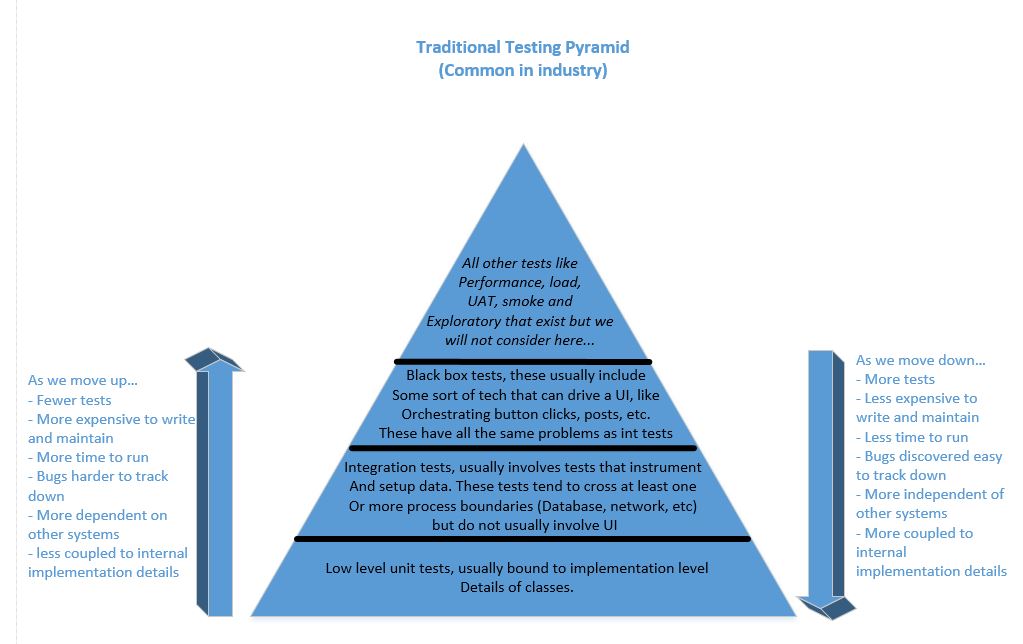 Traditional Testing Pyramid
(Common in industry)
All other tests like
Performance, load,
UAT, smoke and
Exploratory that exist but we
will not consider here...
Black box tests, these usually include
Some sort of tech that can drive a UI, like
Orchestrating button clicks, posts, etc.
These have all the same problems as int tests
Integration tests, usually involves tests that instrument
And setup data. These tests tend to cross at least one
Or more process boundaries (Database, network, etc)
but do not usually involve UI
Low level unit tests, usually bound to implementation level
Details of classes.
As we move up...
- Fewer tests
- More expensive to write
and maintain
- More time to run
- Bugs harder to track
down
- More dependent on
other systems
- less coupled to internal
implementation details
As we move down...
- More tests
- Less expensive to
write and maintain
- Less time to run
- Bugs discovered easy
to track down
- More independent of
other systems
- More coupled to
internal
implementation details